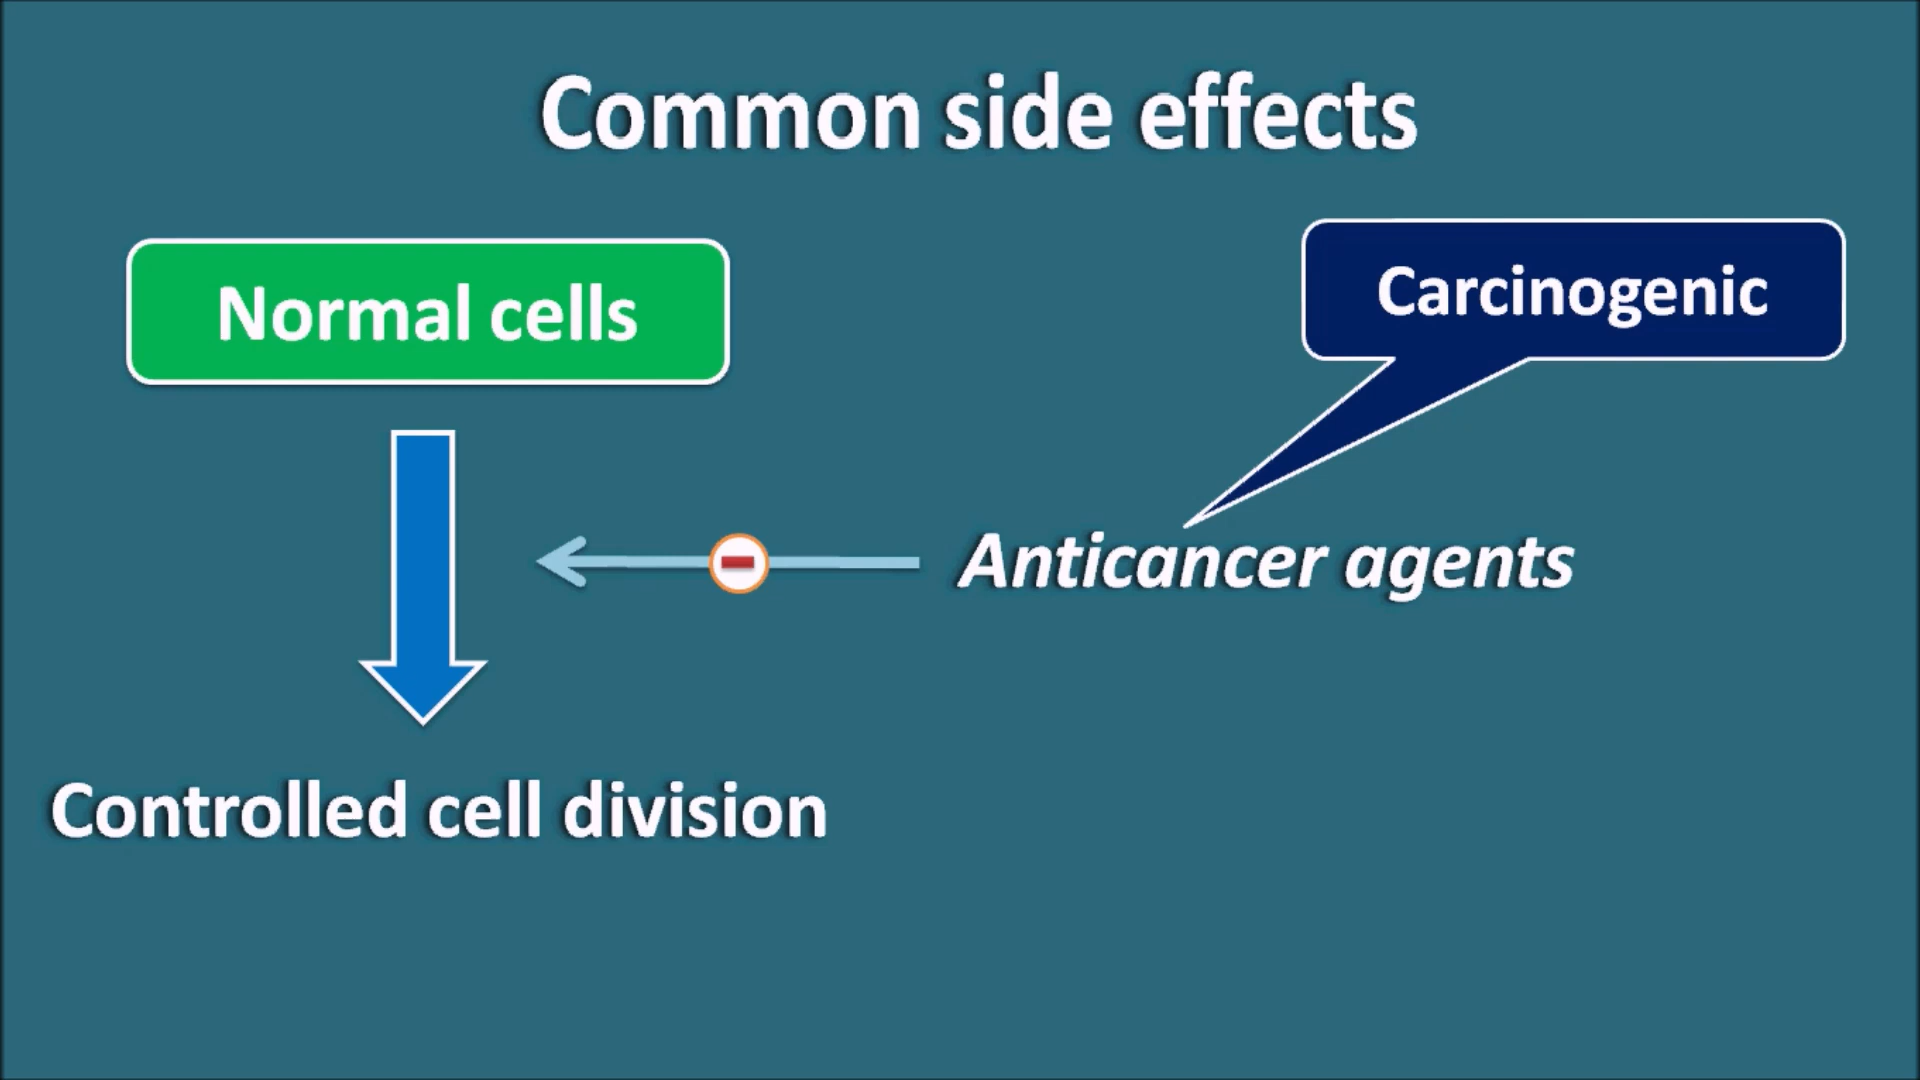 Common side effects
Normal cells
Carcinogenic
Anticancer agents
Controlled cell division